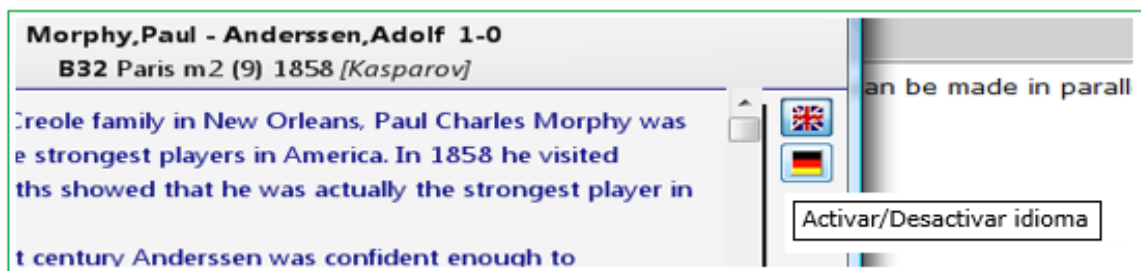 Morphy,Paul - Anderssen,Adolf 1-0
B32 Paris m2 (9) 1858 [Kasparov]
an be made in parall
Creole family in New Orleans, Paul Charles Morphy was
e strongest players in America. In 1858 he visited
ths showed that he was actually the strongest player in
Activar/Desactivar idioma
t century Anderssen was confident enough to